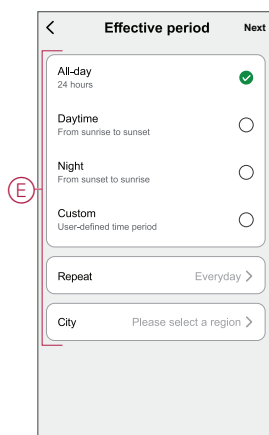 Effective period Next
All-day
24 hours
Daytime
From sunrise to sunset
Night
From sunset to sunrise
Custom
User-defined time period
E
Repeat Everyday
City Please select a region